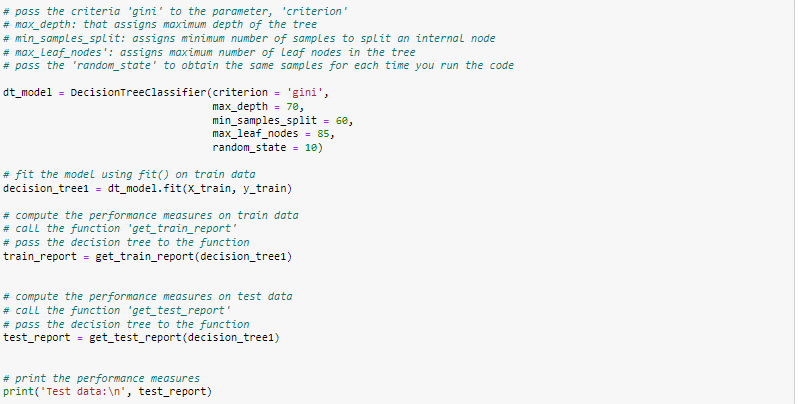 # pass the criteria 'gini' to the parameter, 'criterion'
# max_depth: that assigns maximum depth of the tree
# min_samples_split: assigns minimum number of samples to split an internal node
# max_leaf_nodes': assigns maximum number of leaf nodes in the tree
# pass the 'random_state' to obtain the same samples for each time you run the code
dt_model = DecisionTreeClassifier(criterion = 'gini',
max_depth = 70,
min_samples_split = 60,
max_leaf_nodes = 85,
random_state = 10)
# fit the model using fit() on train data
decision_tree1 = dt_model.fit(X_train, y_train)
# compute the performance measures on train data
# call the function 'get_train_report'
# pass the decision tree to the function
train_report = get_train_report(decision_tree1)
# compute the performance measures on test data
# call the function 'get_test_report'
# pass the decision tree to the function
test_report = get_test_report(decision_tree1)
# print the performance measures
print('Test data:\n', test_report)